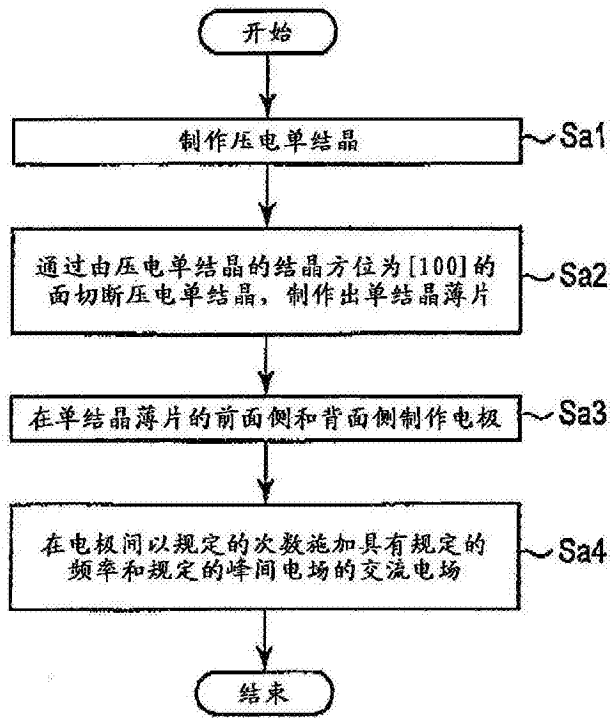 开始
制作压电单结晶
Sa1
通过由压电单结晶的结晶方位为[100]的
面切断压电单结晶，制作出单结晶薄片
Sa2
在单结晶薄片的前面侧和背面侧制作电极
Sa3
在电极间以规定的次数施加具有规定的
频率和规定的峰间电场的交流电场
Sa4
结束